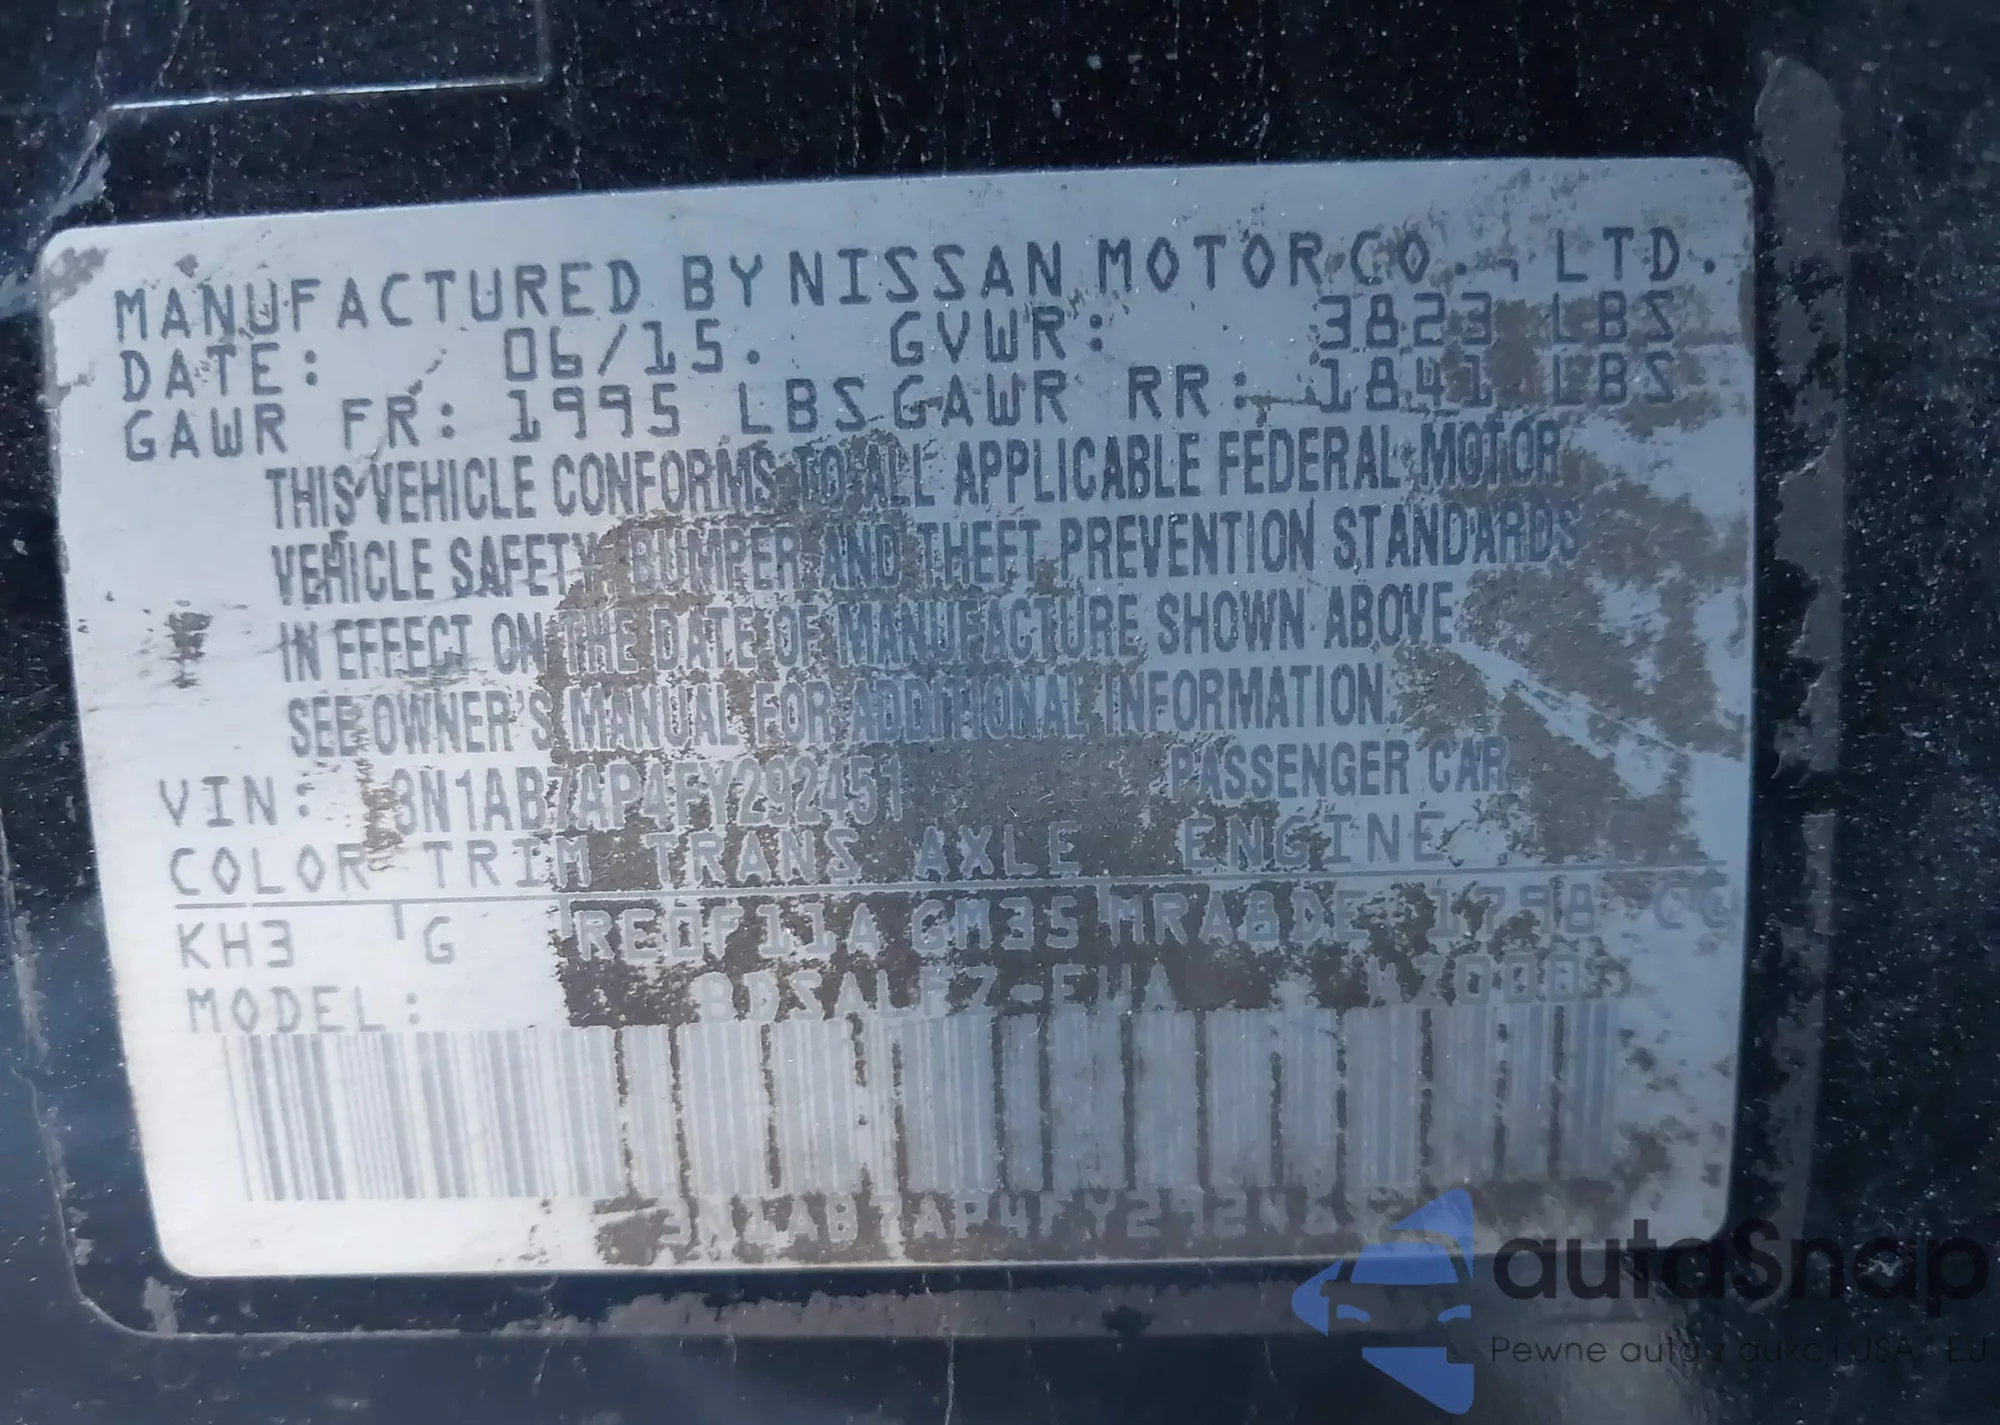 MANUFACTURED BY NISSAN MOTOR CO., LTD.
DATE: 06/15. GVWR: 3823 LBS
GAWR FR: 1995 LBS GAWR RR: 1841 LBS
THIS VEHICLE CONFORMS TO ALL APPLICABLE FEDERAL MOTOR
VEHICLE SAFETY, BUMPER AND THEFT PREVENTION STANDARDS
IN EFFECT ON THE DATE OF MANUFACTURE SHOWN ABOVE.
SEE OWNER'S MANUAL FOR ADDITIONAL INFORMATION.
VIN: 3N1AB7AP4FY292451 PASSENGER CAR
COLOR TRIM TRANS AXLE ENGINE
KH3 G RE0F11A GM35 MRA8DE 1798 CC
MODEL:
autaSnap
Pewne auta z aukcji USA